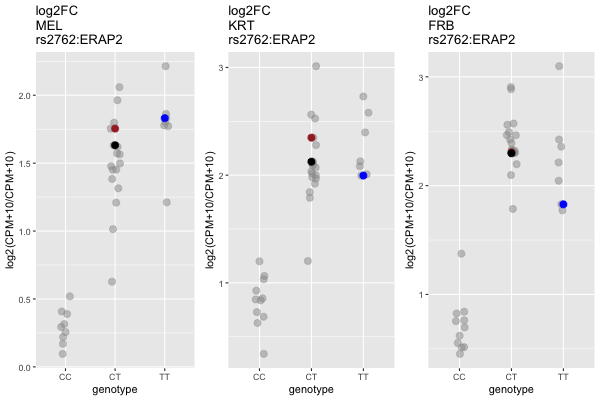 log2FC
MEL
rs2762:ERAP2
log2(CPM+10/CPM+10)
2.0
1.5
1.0
0.5
0.0
CC CT TT
genotype
log2FC
KRT
rs2762:ERAP2
log2(CPM+10/CPM+10)
3
2
1
CC CT TT
genotype
log2FC
FRB
rs2762:ERAP2
log2(CPM+10/CPM+10)
3
2
1
CC CT TT
genotype